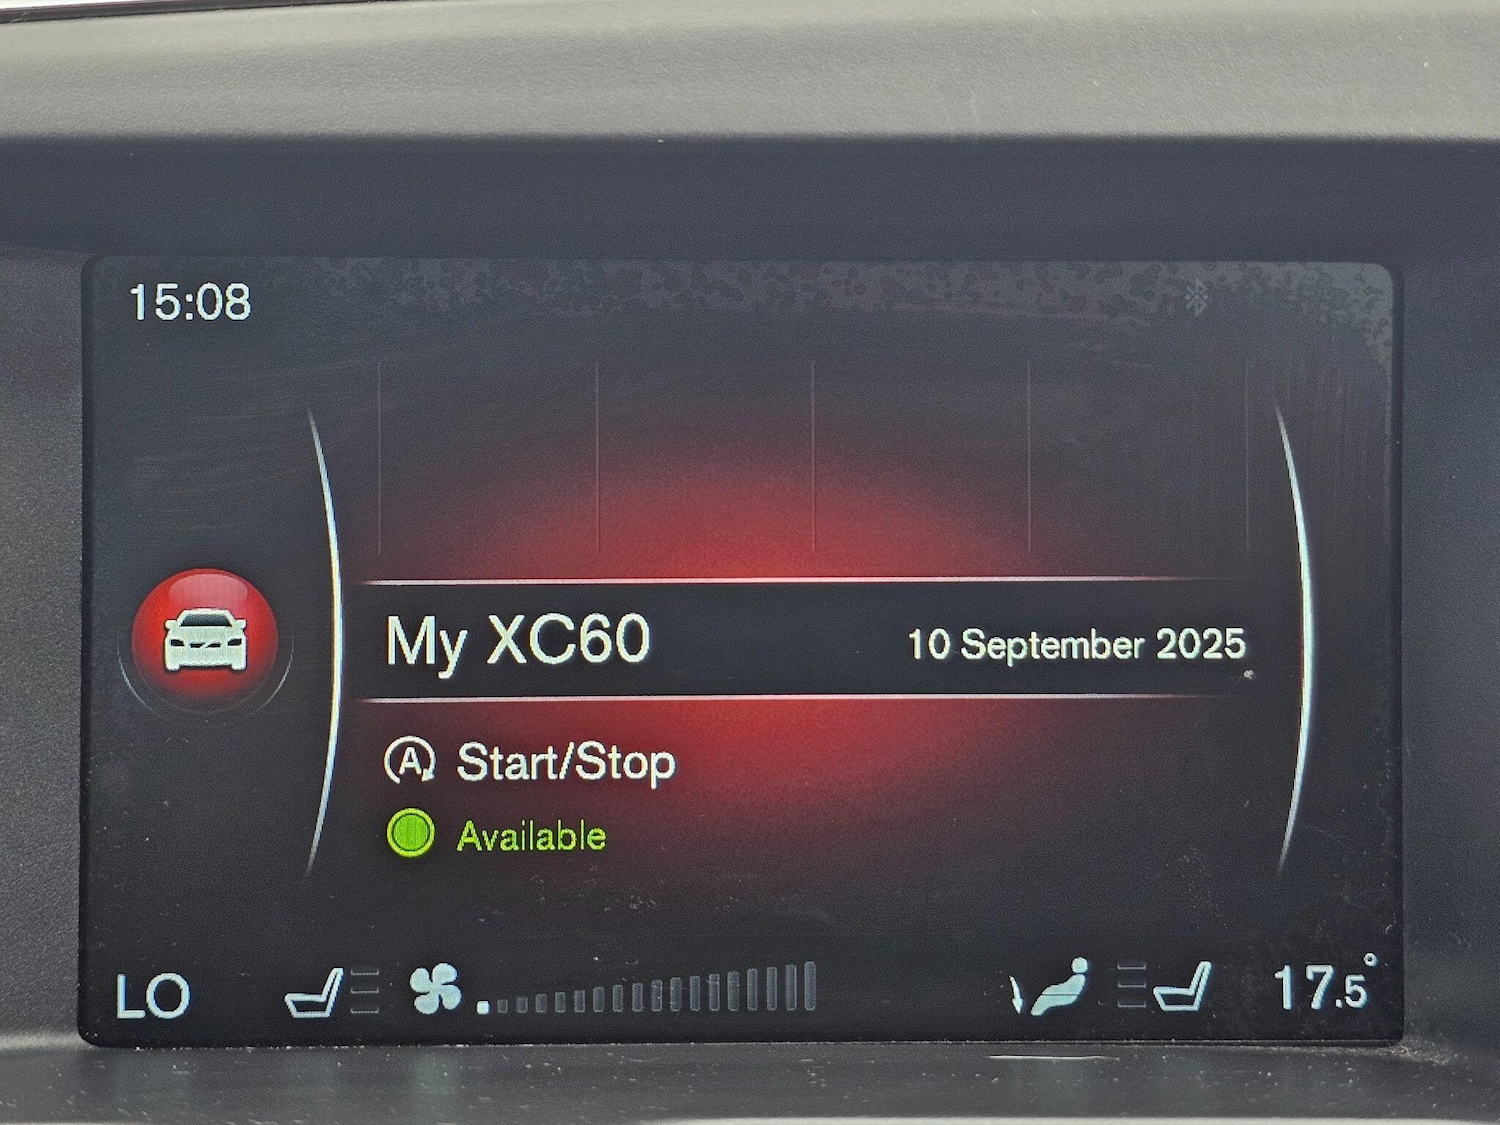 15:08
My XC60
10 September 2025
A Start/Stop
Available
LO
17.5°